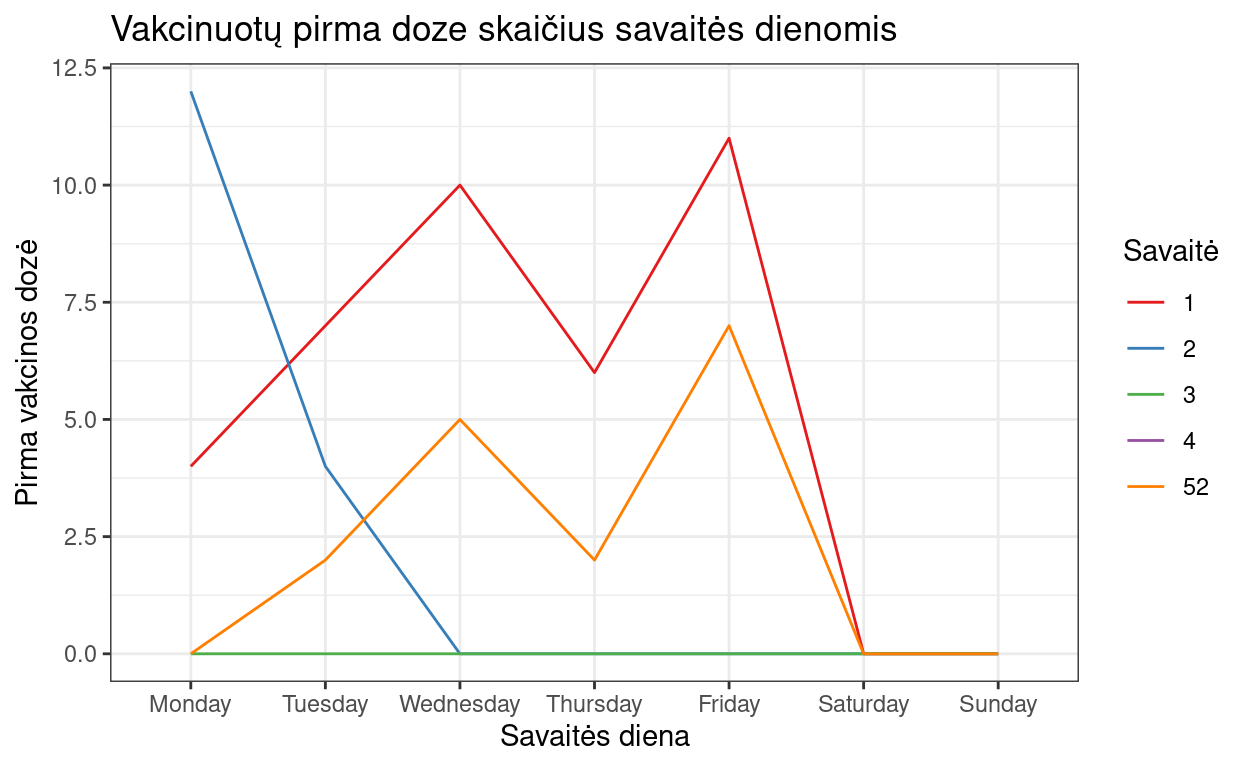 Vakcinuotų pirma doze skaičius savaitės dienomis
12.5
10.0
7.5
5.0
2.5
0.0
Pirma vakcinos dozė
Monday Tuesday Wednesday Thursday Friday Saturday Sunday
Savaitės diena
Savaitė
1
2
3
4
52